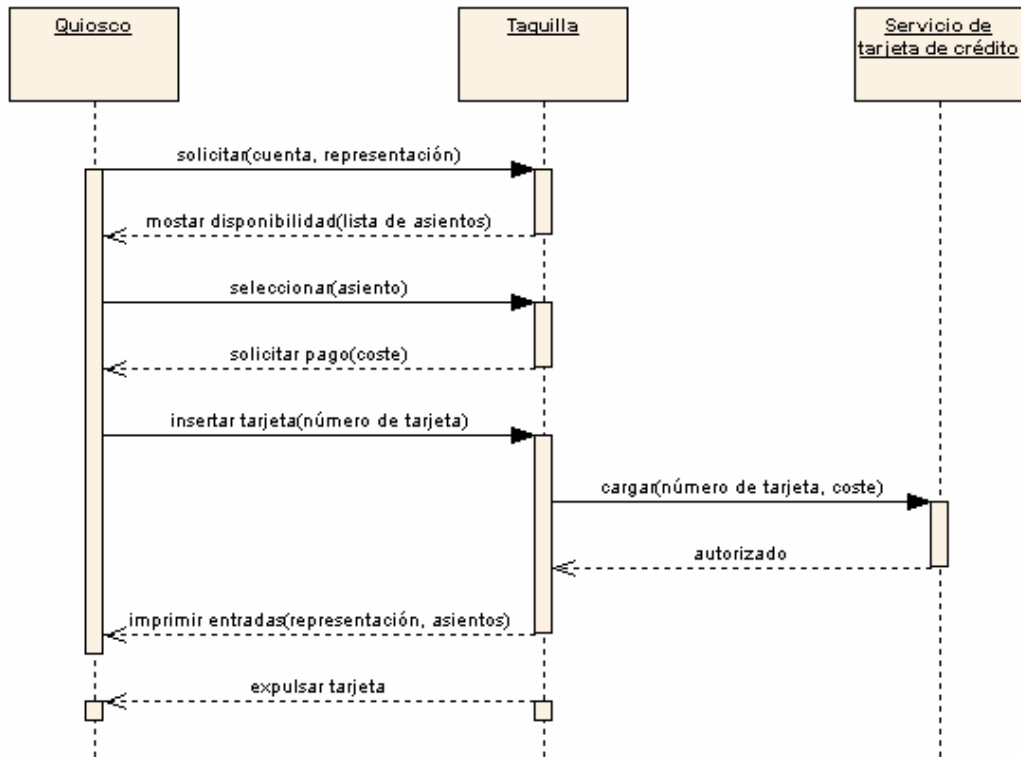 Quiosco
Taquilla
Servicio de
tarjeta de crédito
solicitar(cuenta, representación)
mostar disponibilidad(lista de asientos)
seleccionar(asiento)
solicitar pago(coste)
insertar tarjeta(número de tarjeta)
cargar(número de tarjeta, coste)
autorizado
imprimir entradas(representación, asientos)
expulsar tarjeta